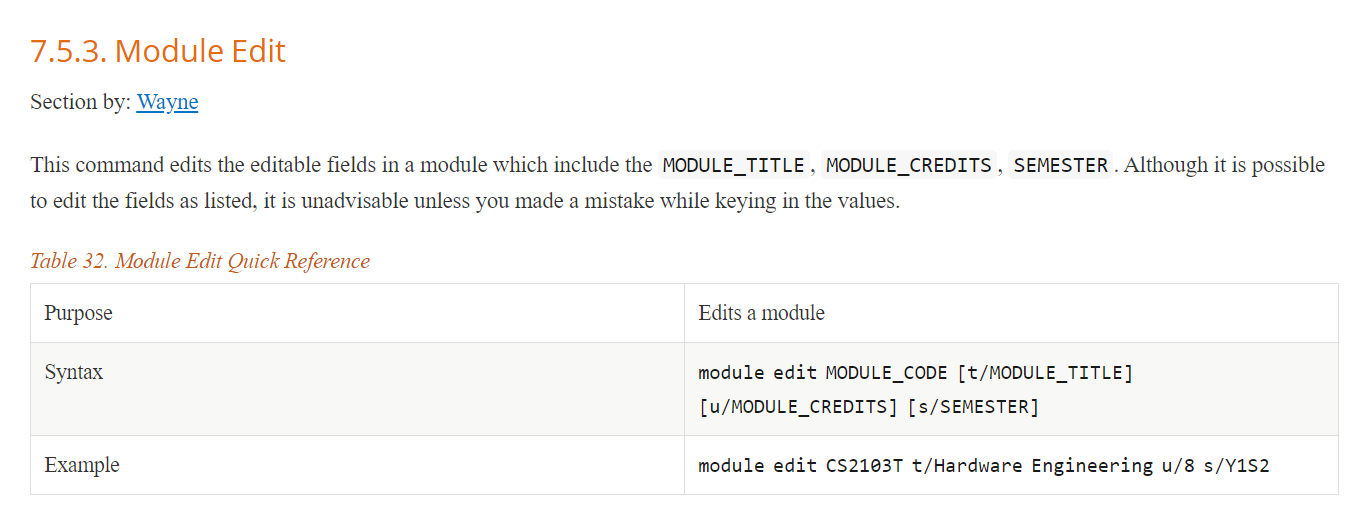 7.5.3. Module Edit
Section by: Wayne
This command edits the editable fields in a module which include the MODULE_TITLE, MODULE_CREDITS, SEMESTER. Although it is possible
to edit the fields as listed, it is unadvisable unless you made a mistake while keying in the values.
Table 32. Module Edit Quick Reference
Purpose
Edits a module
Syntax
module edit MODULE_CODE [t/MODULE_TITLE]
[u/MODULE_CREDITS] [s/SEMESTER]
Example
module edit CS2103T t/Hardware Engineering u/8 s/Y1S2